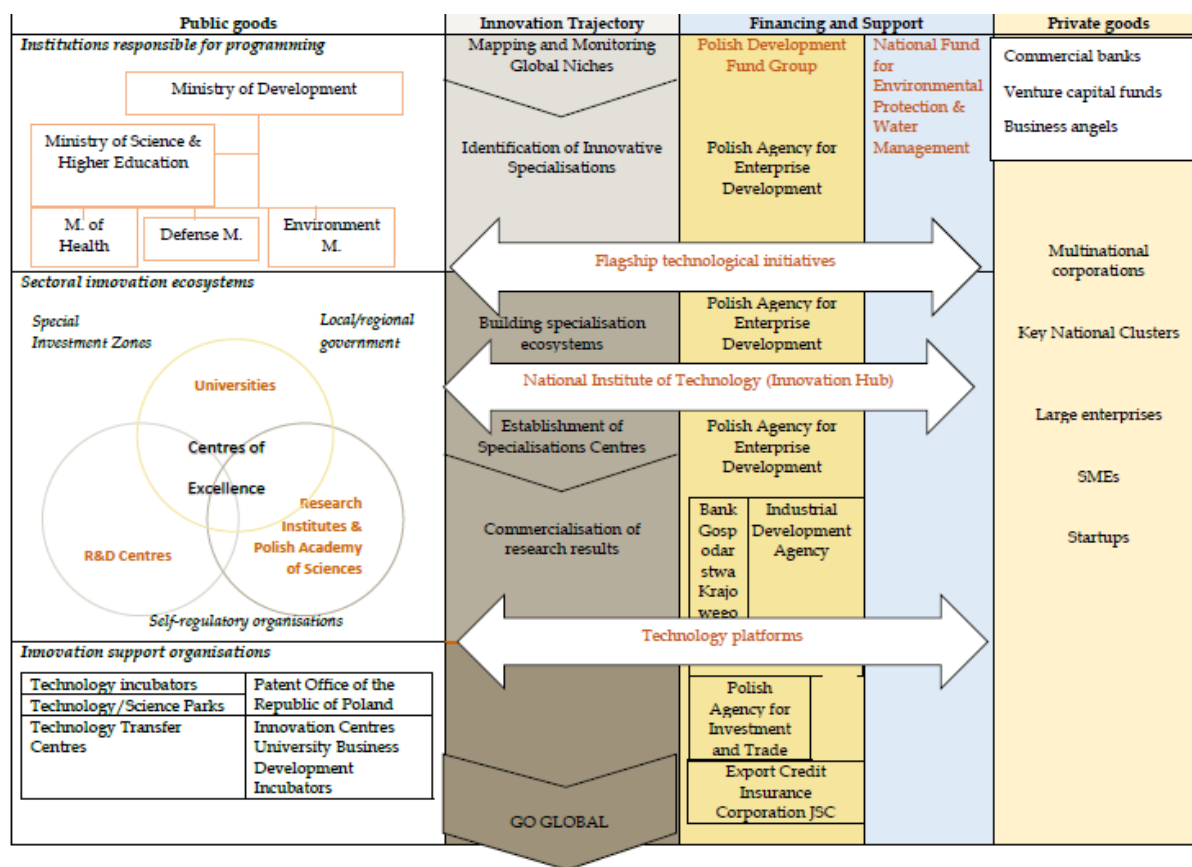 Public goods
Innovation Trajectory
Financing and Support
Private goods
Institutions responsible for programming
Ministry of Development
Ministry of Science &
Higher Education
M. of
Health
Defense M.
Environment
M.
Mapping and Monitoring
Global Niches
Identification of Innovative
Specialisations
Polish Development
Fund Group
Polish Agency for
Enterprise
Development
National Fund
for
Environmental
Protection &
Water
Management
Commercial banks
Venture capital funds
Business angels
Flagship technological initiatives
Multinational
corporations
Sectoral innovation ecosystems
Special
Investment Zones
Local/regional
government
Universities
Centres of
Excellence
R&D Centres
Research
Institutes &
Polish Academy
of Sciences
Self-regulatory organisations
Building specialisation
ecosystems
Polish Agency for
Enterprise
Development
Key National Clusters
National Institute of Technology (Innovation Hub)
Establishment of
Specialisations Centres
Polish Agency for
Enterprise
Development
Large enterprises
SMEs
Startups
Commercialisation of
research results
Bank
Gosp
odar
stwa
Krajo
wego
Industrial
Development
Agency
Technology platforms
Innovation support organisations
Technology incubators
Technology/Science Parks
Technology Transfer
Centres
Patent Office of the
Republic of Poland
Innovation Centres
University Business
Development
Incubators
Polish
Agency for
Investment
and Trade
Export Credit
Insurance
Corporation JSC
GO GLOBAL